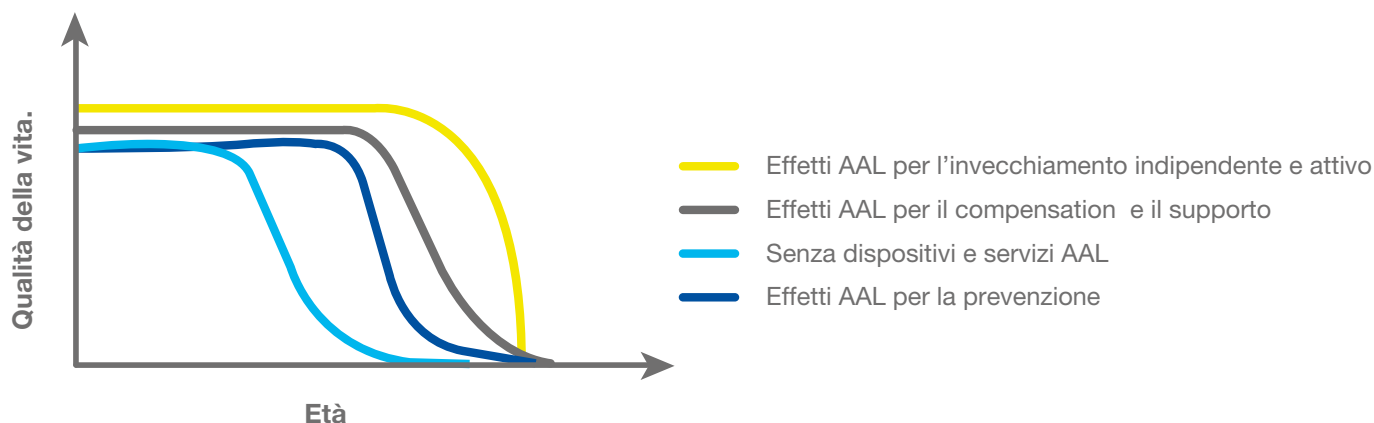 Qualità della vita.
Effetti AAL per l'invecchiamento indipendente e attivo
Effetti AAL per il compensation e il supporto
Senza dispositivi e servizi AAL
Effetti AAL per la prevenzione
Età